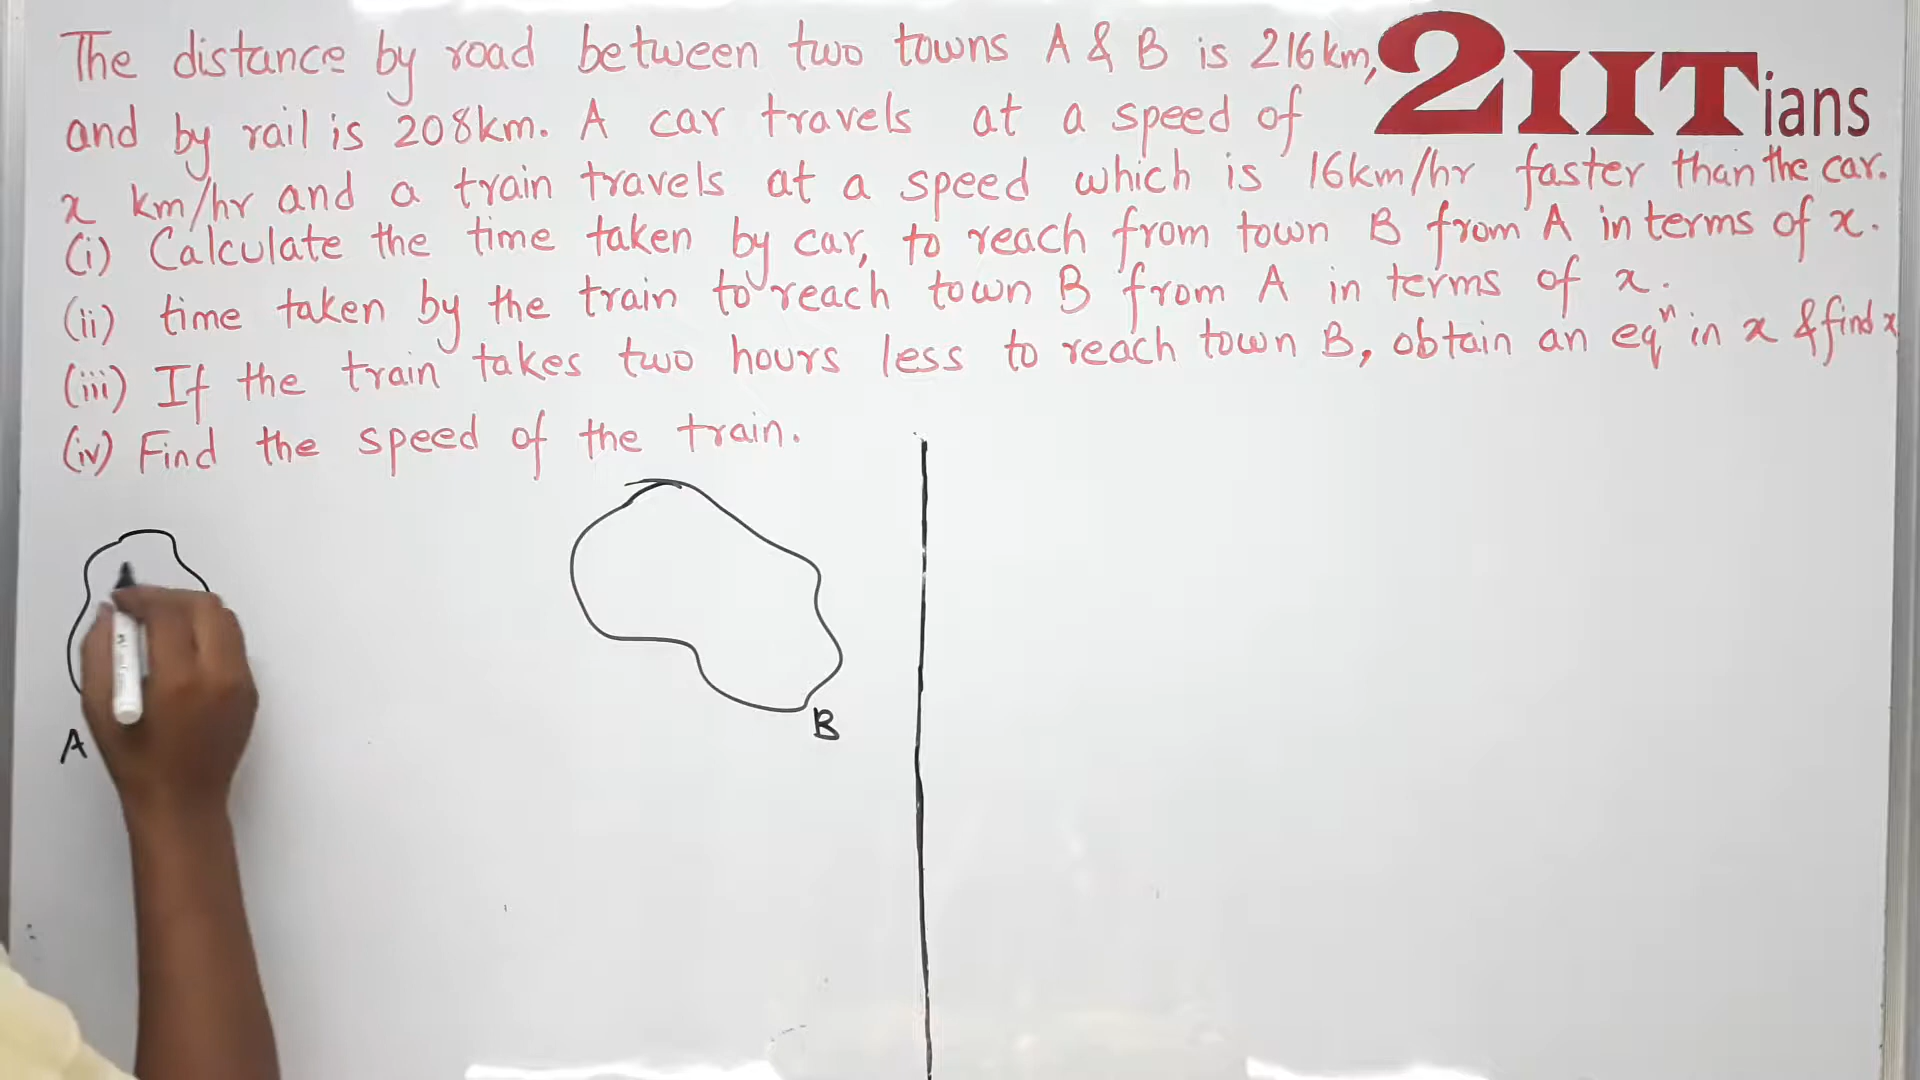 The distance by road between two towns A & B is 216km,
2IITians
and by rail is 208km. A car travels at a speed of
x km/hr and a train travels at a speed which is 16km/hr faster than the car.
(i) Calculate the time taken by car, to reach from town B from A in terms of x.
(ii) time taken by the train to reach town B from A in terms of x.
(iii) If the train takes two hours less to reach town B, obtain an eqⁿ in x & find x
(iv) Find the speed of the train.
A
B